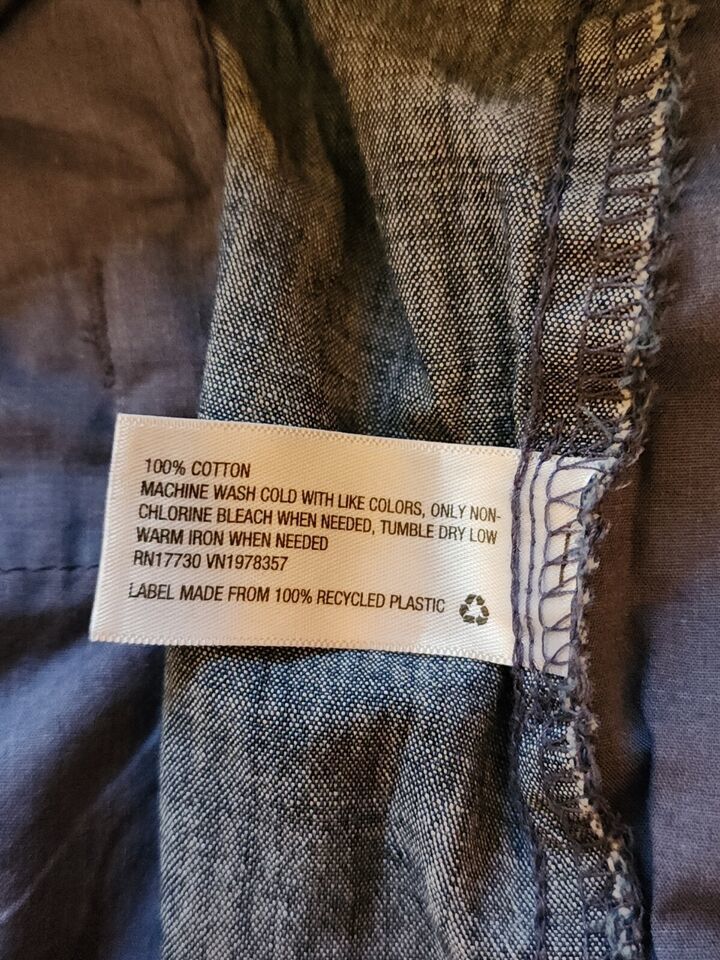 100% COTTON
MACHINE WASH COLD WITH LIKE COLORS, ONLY NON-
CHLORINE BLEACH WHEN NEEDED, TUMBLE DRY LOW
WARM IRON WHEN NEEDED
RN17730 VN1978357
LABEL MADE FROM 100% RECYCLED PLASTIC